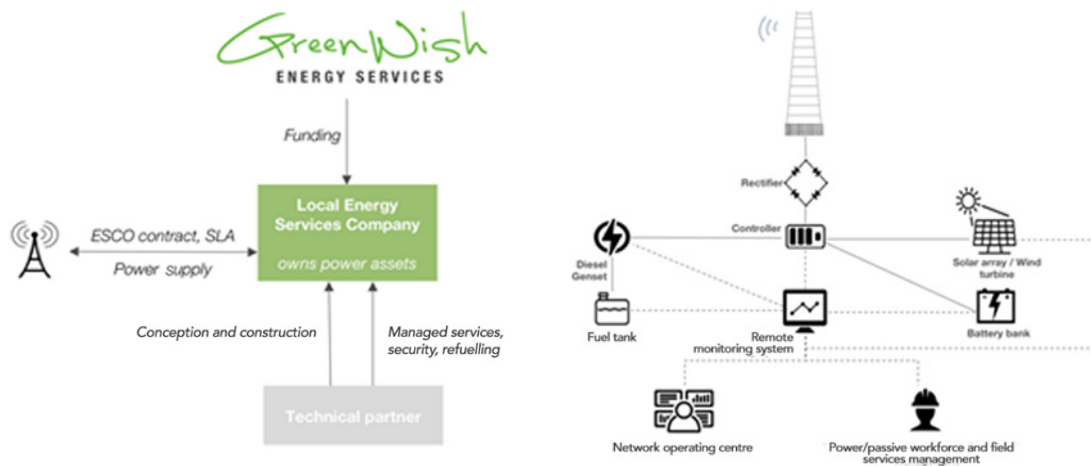 GreenWish
ENERGY SERVICES
Funding
Local Energy
Services Company
owns power assets
ESCO contract, SLA
Power supply
Conception and construction
Managed services,
security, refuelling
Technical partner
Rectifier
Controller
Diesel
Genset
Solar array / Wind
turbine
Fuel tank
Remote
monitoring system
Battery bank
Network operating centre
Power/passive workforce and field
services management